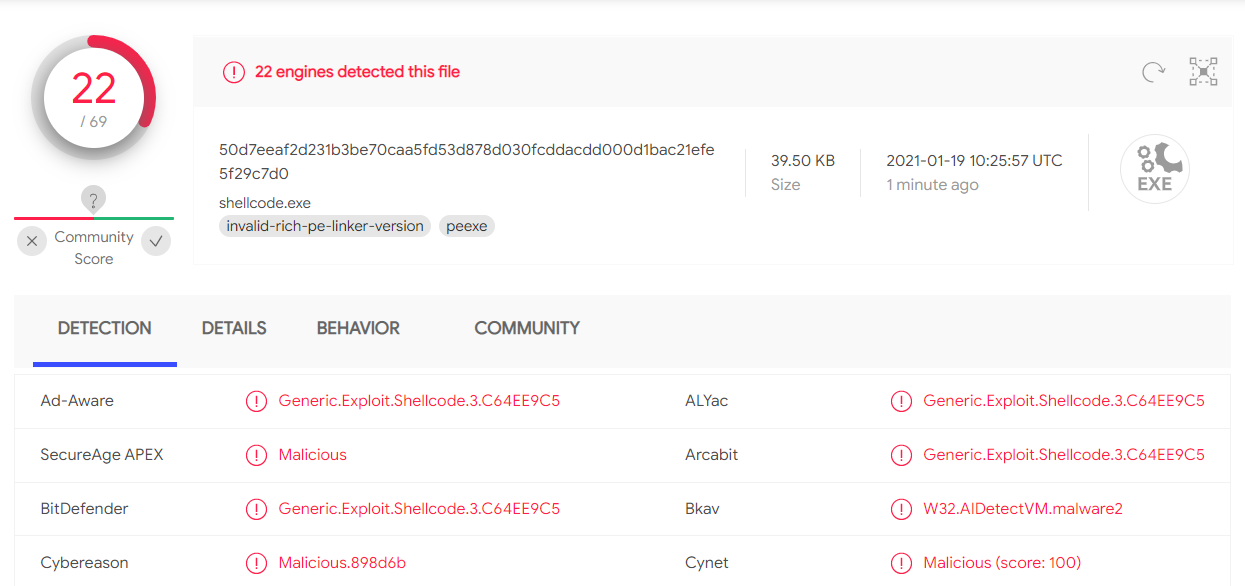 22
/ 69
?
Community
Score
22 engines detected this file
50d7eeaf2d231b3be70caa5fd53d878d030fcddacdd000d1bac21efe
5f29c7d0
shellcode.exe
invalid-rich-pe-linker-version peexe
39.50 KB
Size
2021-01-19 10:25:57 UTC
1 minute ago
EXE
DETECTION DETAILS BEHAVIOR COMMUNITY
Ad-Aware ! Generic.Exploit.Shellcode.3.C64EE9C5 ALYac ! Generic.Exploit.Shellcode.3.C64EE9C5
SecureAge APEX ! Malicious Arcabit ! Generic.Exploit.Shellcode.3.C64EE9C5
BitDefender ! Generic.Exploit.Shellcode.3.C64EE9C5 Bkav ! W32.AIDetectVM.malware2
Cybereason ! Malicious.898d6b Cynet ! Malicious (score: 100)